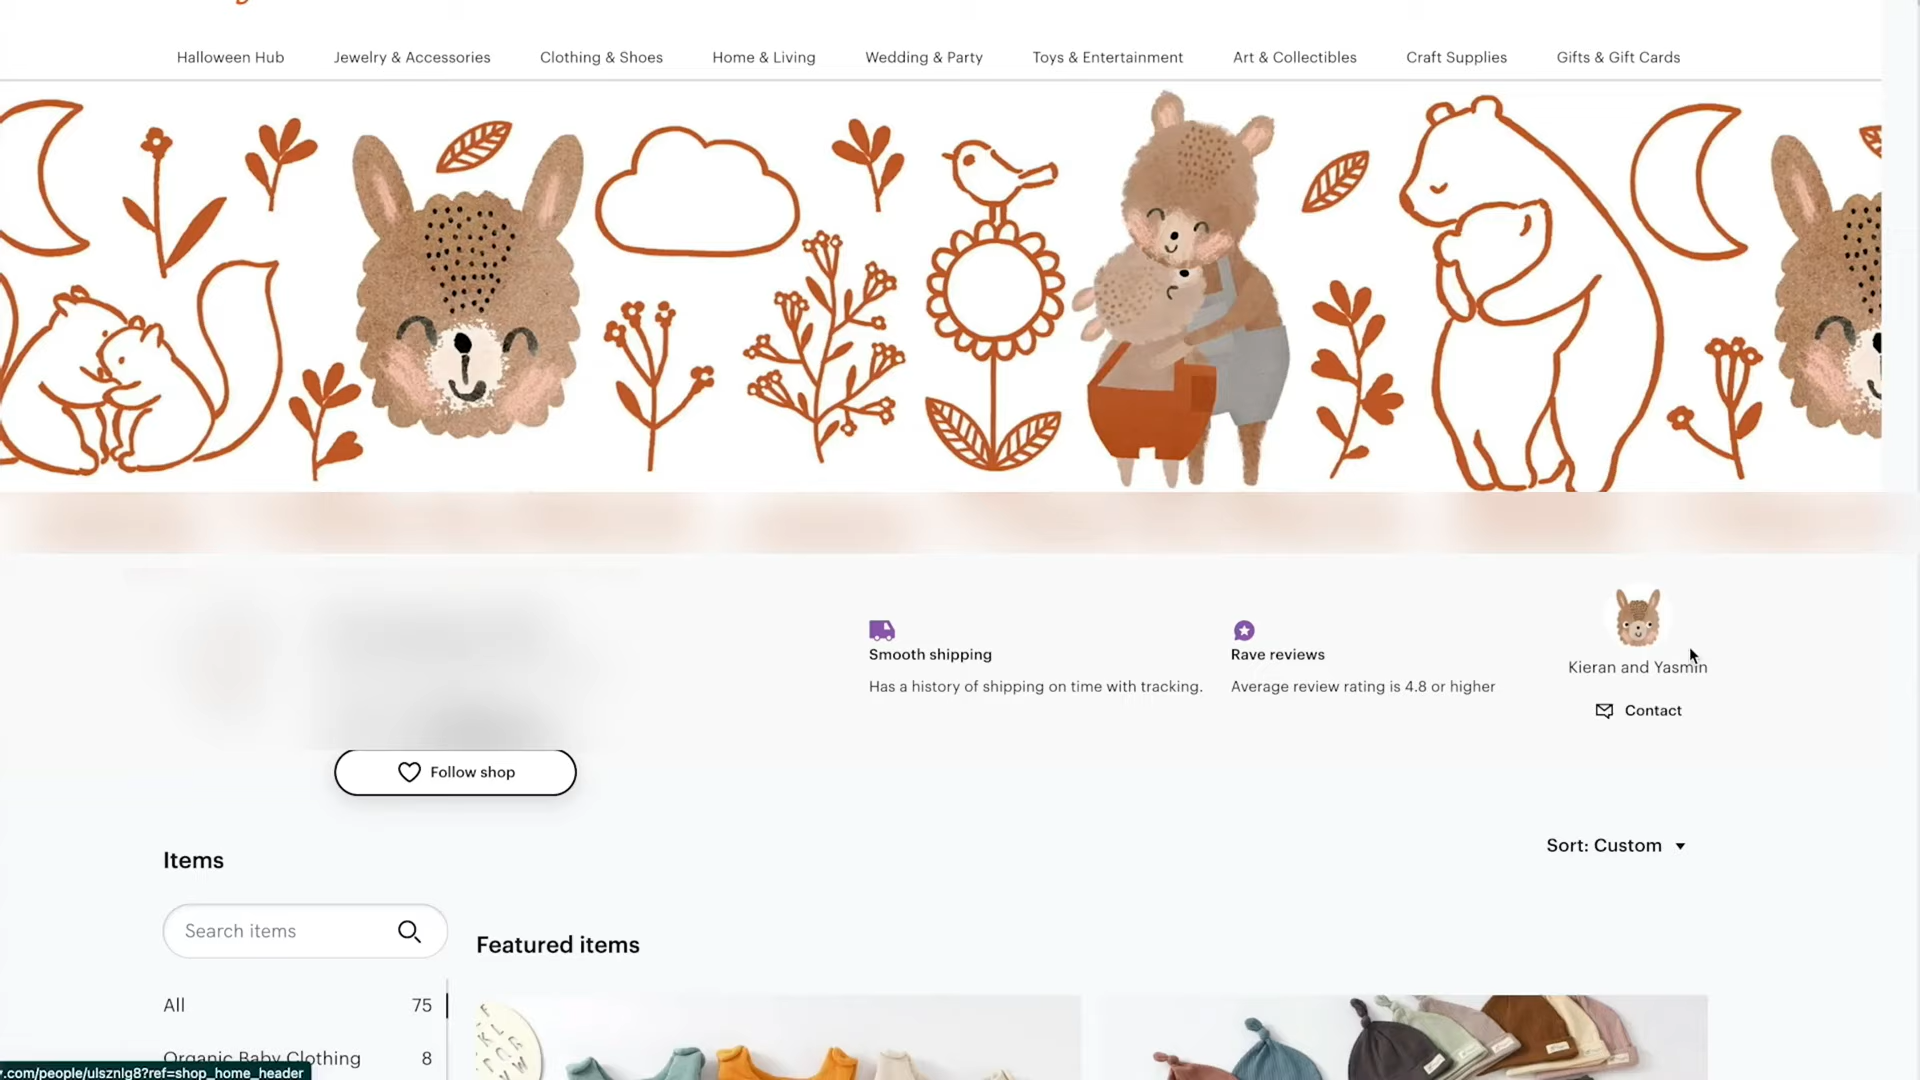 Halloween Hub
Jewelry & Accessories
Clothing & Shoes
Home & Living
Wedding & Party
Toys & Entertainment
Art & Collectibles
Craft Supplies
Gifts & Gift Cards
Smooth shipping
Has a history of shipping on time with tracking.
Rave reviews
Average review rating is 4.8 or higher
Kieran and Yasmin
Contact
Follow shop
Sort: Custom
Items
Search items
Featured items
All 75
Organic Baby Clothing 8
.com/people/ulsznlg8?ref=shop_home_header